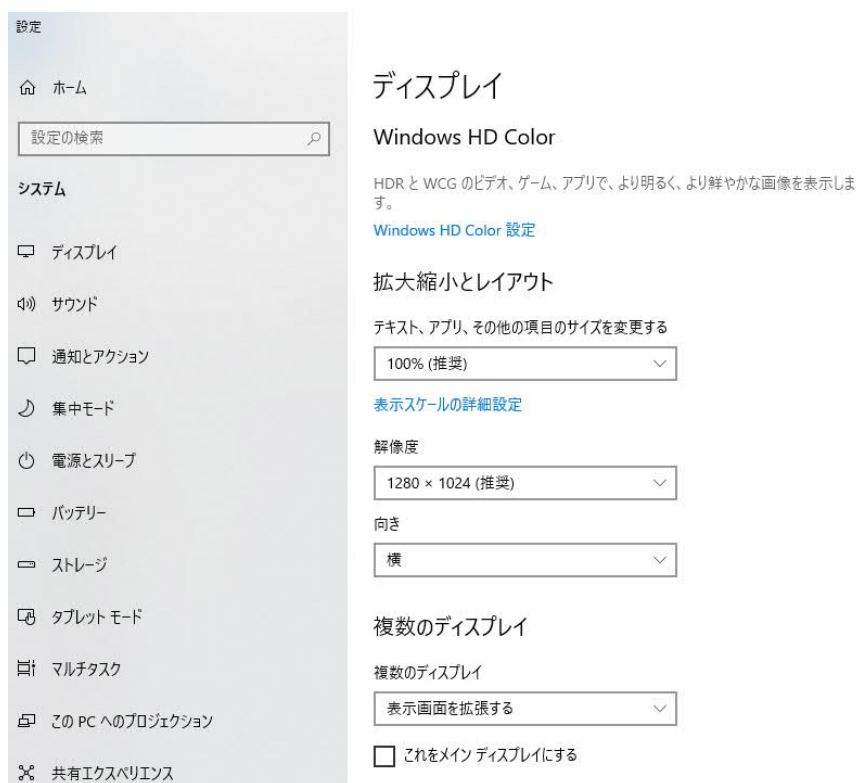 設定
ホーム
設定の検索
システム
ディスプレイ
サウンド
通知とアクション
集中モード
電源とスリープ
バッテリー
ストレージ
タブレット モード
マルチタスク
この PC へのプロジェクション
共有エクスペリエンス
ディスプレイ
Windows HD Color
HDR と WCG のビデオ、ゲーム、アプリで、より明るく、より鮮やかな画像を表示しま
す。
Windows HD Color 設定
拡大縮小とレイアウト
テキスト、アプリ、その他の項目のサイズを変更する
100% (推奨)
表示スケールの詳細設定
解像度
1280 × 1024 (推奨)
向き
横
複数のディスプレイ
複数のディスプレイ
表示画面を拡張する
これをメイン ディスプレイにする